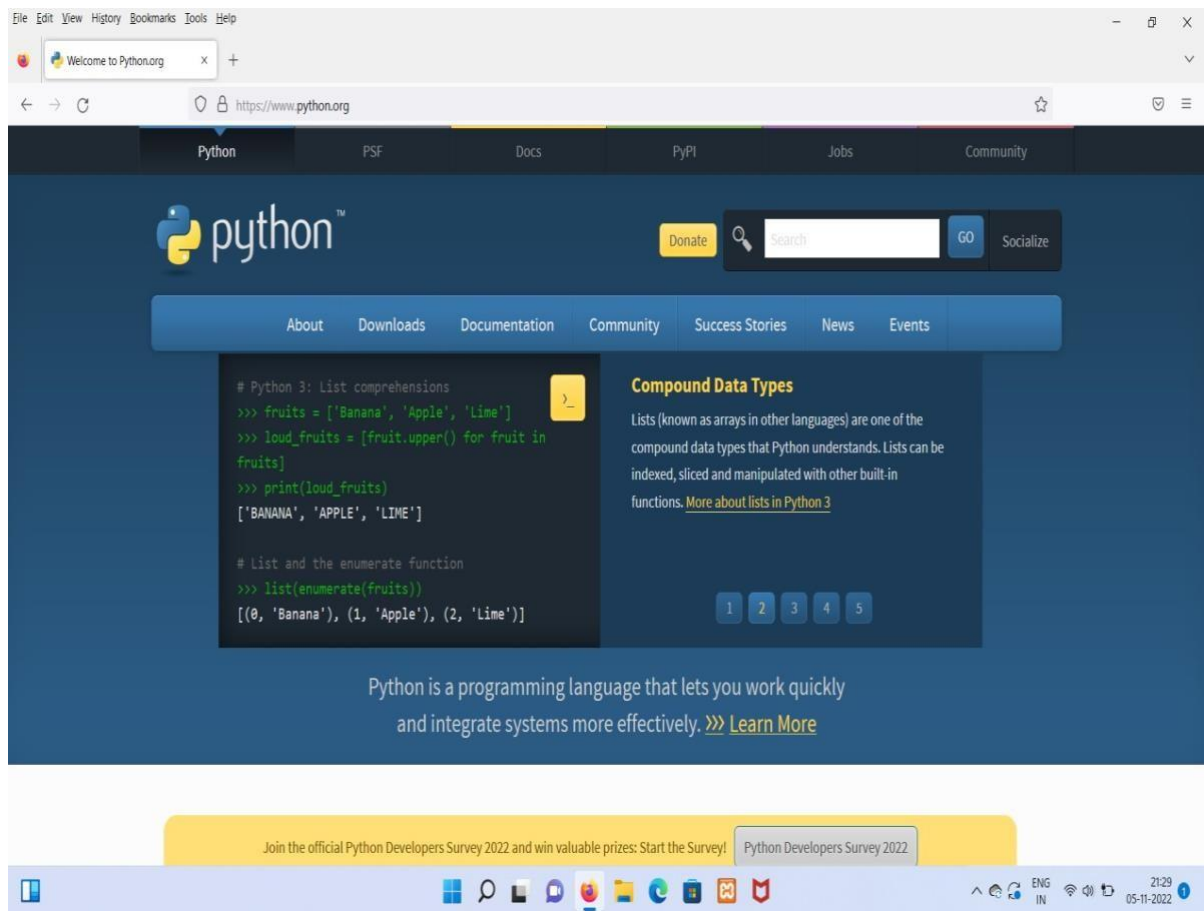 File Edit View History Bookmarks Tools Help
Welcome to Python.org
https://www.python.org
Python PSF Docs PyPI Jobs Community
python™
Donate Search GO Socialize
About Downloads Documentation Community Success Stories News Events
# Python 3: List comprehensions
>>> fruits = ['Banana', 'Apple', 'Lime']
>>> loud_fruits = [fruit.upper() for fruit in
fruits]
>>> print(loud_fruits)
['BANANA', 'APPLE', 'LIME']
# List and the enumerate function
>>> list(enumerate(fruits))
[(0, 'Banana'), (1, 'Apple'), (2, 'Lime')]
>_
Compound Data Types
Lists (known as arrays in other languages) are one of the
compound data types that Python understands. Lists can be
indexed, sliced and manipulated with other built-in
functions. More about lists in Python 3
1 2 3 4 5
Python is a programming language that lets you work quickly
and integrate systems more effectively. >>> Learn More
Join the official Python Developers Survey 2022 and win valuable prizes: Start the Survey! Python Developers Survey 2022
ENG
IN
21:29
05-11-2022
1